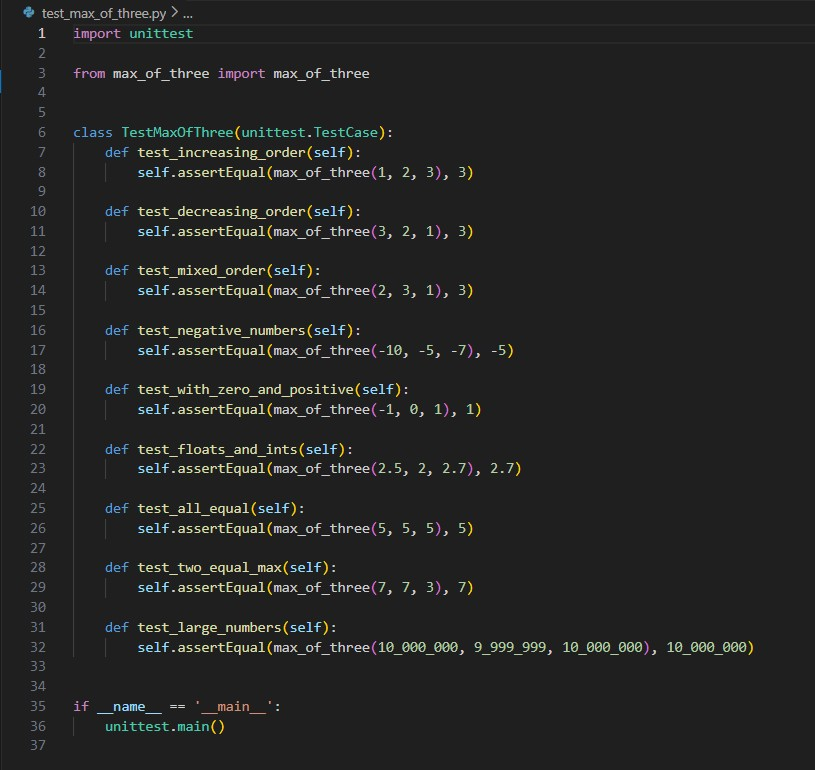 test_max_of_three.py > ...
1 import unittest
2
3 from max_of_three import max_of_three
4
5
6 class TestMaxOfThree(unittest.TestCase):
7     def test_increasing_order(self):
8         self.assertEqual(max_of_three(1, 2, 3), 3)
9
10     def test_decreasing_order(self):
11         self.assertEqual(max_of_three(3, 2, 1), 3)
12
13     def test_mixed_order(self):
14         self.assertEqual(max_of_three(2, 3, 1), 3)
15
16     def test_negative_numbers(self):
17         self.assertEqual(max_of_three(-10, -5, -7), -5)
18
19     def test_with_zero_and_positive(self):
20         self.assertEqual(max_of_three(-1, 0, 1), 1)
21
22     def test_floats_and_ints(self):
23         self.assertEqual(max_of_three(2.5, 2, 2.7), 2.7)
24
25     def test_all_equal(self):
26         self.assertEqual(max_of_three(5, 5, 5), 5)
27
28     def test_two_equal_max(self):
29         self.assertEqual(max_of_three(7, 7, 3), 7)
30
31     def test_large_numbers(self):
32         self.assertEqual(max_of_three(10_000_000, 9_999_999, 10_000_000), 10_000_000)
33
34
35 if __name__ == '__main__':
36     unittest.main()
37